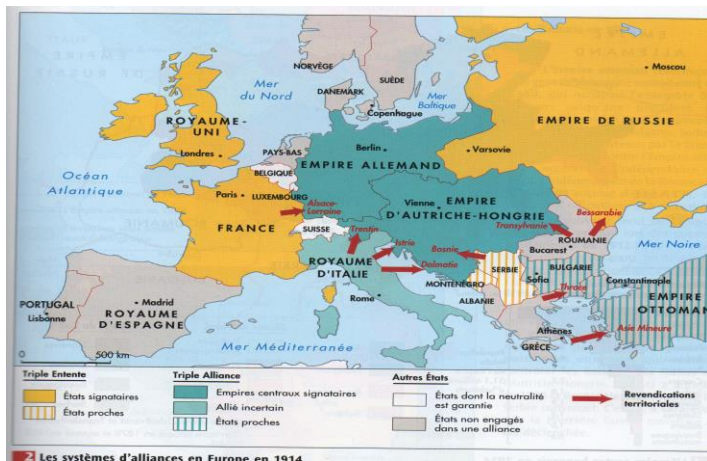 NORVÈGE
SUÈDE
Moscou
Mer
du Nord
DANEMARK
Mer
Baltique
Copenhague
ROYAUME-
UNI
EMPIRE DE RUSSIE
Londres
PAYS-BAS
Berlin
Varsovie
EMPIRE ALLEMAND
BELGIQUE
Océan
Atlantique
Paris
LUXEMBOURG
Alsace-
Lorraine
Vienne
EMPIRE
D'AUTRICHE-HONGRIE
Bessarabie
Transylvanie
FRANCE
SUISSE
Trentin
Istrie
Bosnie
ROUMANIE
Bucarest
Mer Noire
ROYAUME
D'ITALIE
Dalmatie
SERBIE
BULGARIE
Sofia
MONTÉNÉGRO
Constantinople
Thrace
EMPIRE
OTTOMAN
PORTUGAL
Lisbonne
Madrid
ROYAUME
D'ESPAGNE
Rome
ALBANIE
Athènes
GRÈCE
Asie Mineure
Mer Méditerranée
0
500 km
Triple Entente
États signataires
États proches
Triple Alliance
Empires centraux signataires
Allié incertain
États proches
Autres États
États dont la neutralité
est garantie
États non engagés
dans une alliance
Revendications
territoriales
2 Les systèmes d'alliances en Europe en 1914